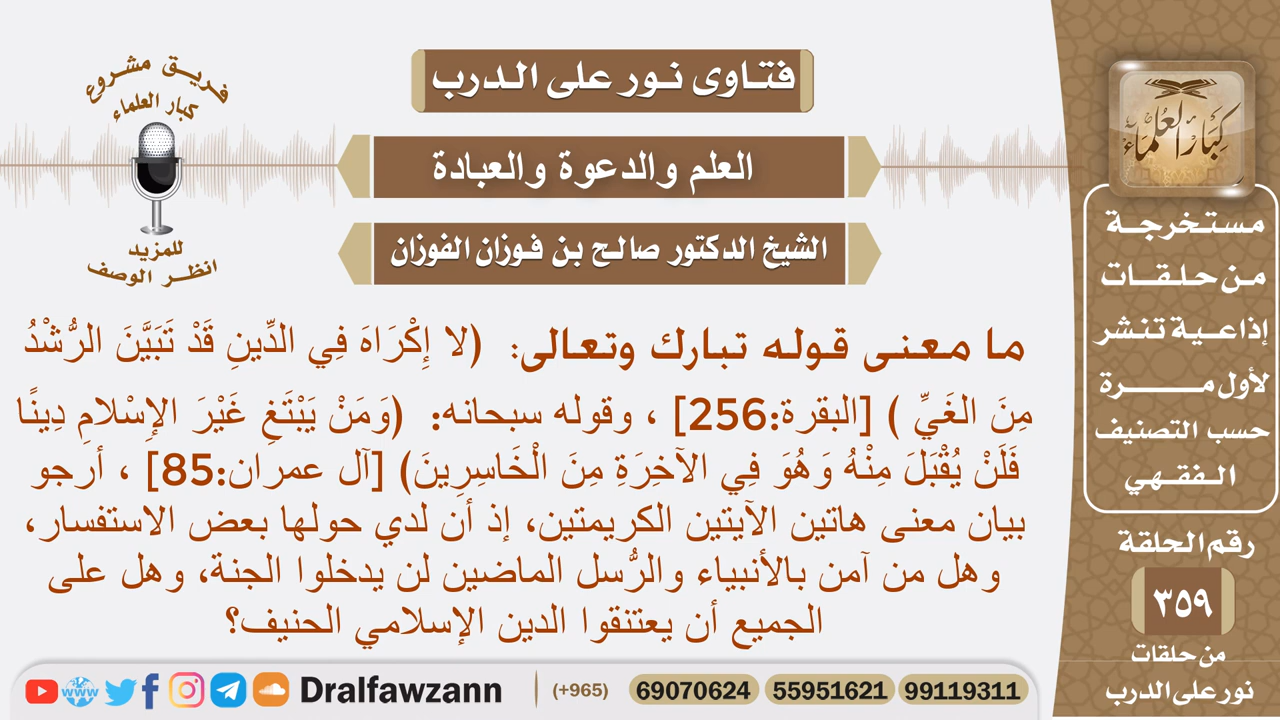 فريق مشروع
كبار العلماء
للمزيد
انظر الوصف
فتاوى نور على الدرب
العلم والدعوة والعبادة
الشيخ الدكتور صالح بن فوزان الفوزان
ما معنى قوله تبارك وتعالى: (لا إِكْرَاهَ فِي الدِّينِ قَدْ تَبَيَّنَ الرُّشْدُ
مِنَ الغَيِّ ) [البقرة:256] ، وقوله سبحانه: (وَمَنْ يَبْتَغِ غَيْرَ الإِسْلامِ دِينًا
فَلَنْ يُقْبَلَ مِنْهُ وَهُوَ فِي الآخِرَةِ مِنَ الْخَاسِرِينَ) [آل عمران:85] ، أرجو
بيان معنى هاتين الآيتين الكريمتين، إذ أن لدي حولها بعض الاستفسار،
وهل من آمن بالأنبياء والرُّسل الماضين لن يدخلوا الجنة، وهل على
الجميع أن يعتنقوا الدين الإسلامي الحنيف؟
كبار العلماء
مستخرجة
من حلقات
إذاعية تنشر
لأول مرة
حسب التصنيف
الفقهي
رقم الحلقة
٣٥٩
من حلقات
نور على الدرب
www Dralfawzann (+965) 69070624 55951621 99119311